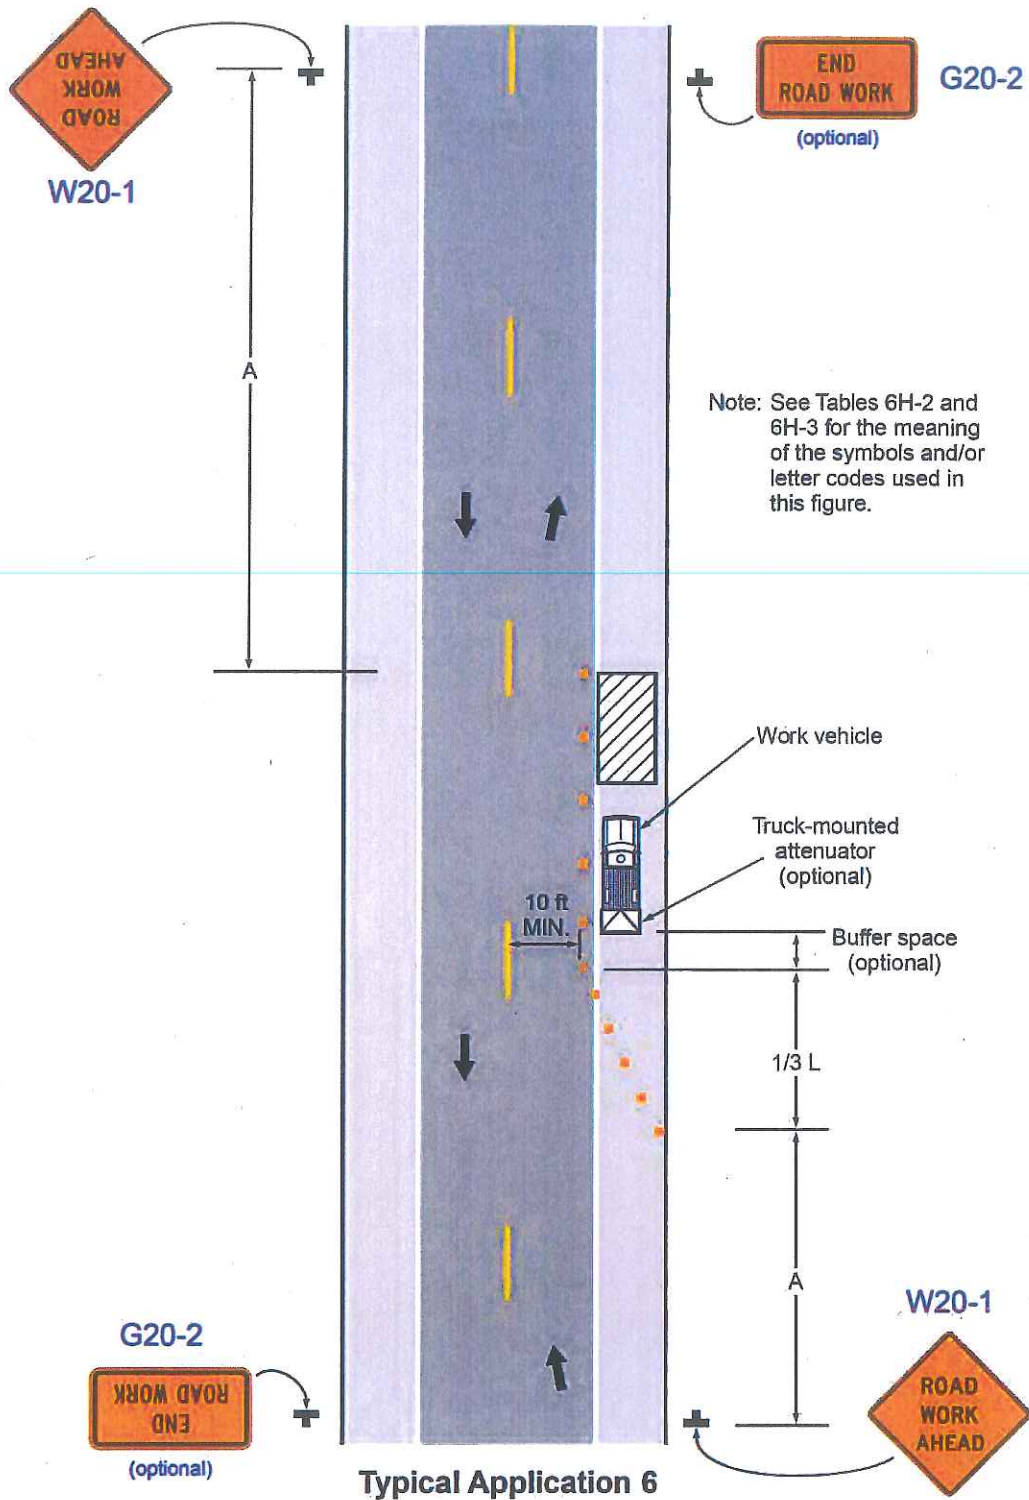 ROAD
WORK
AHEAD
W20-1
END
ROAD WORK
(optional)
G20-2
A
Note: See Tables 6H-2 and
6H-3 for the meaning
of the symbols and/or
letter codes used in
this figure.
Work vehicle
Truck-mounted
attenuator
(optional)
10 ft
MIN.
Buffer space
(optional)
1/3 L
A
W20-1
ROAD
WORK
AHEAD
G20-2
END
ROAD WORK
(optional)
Typical Application 6